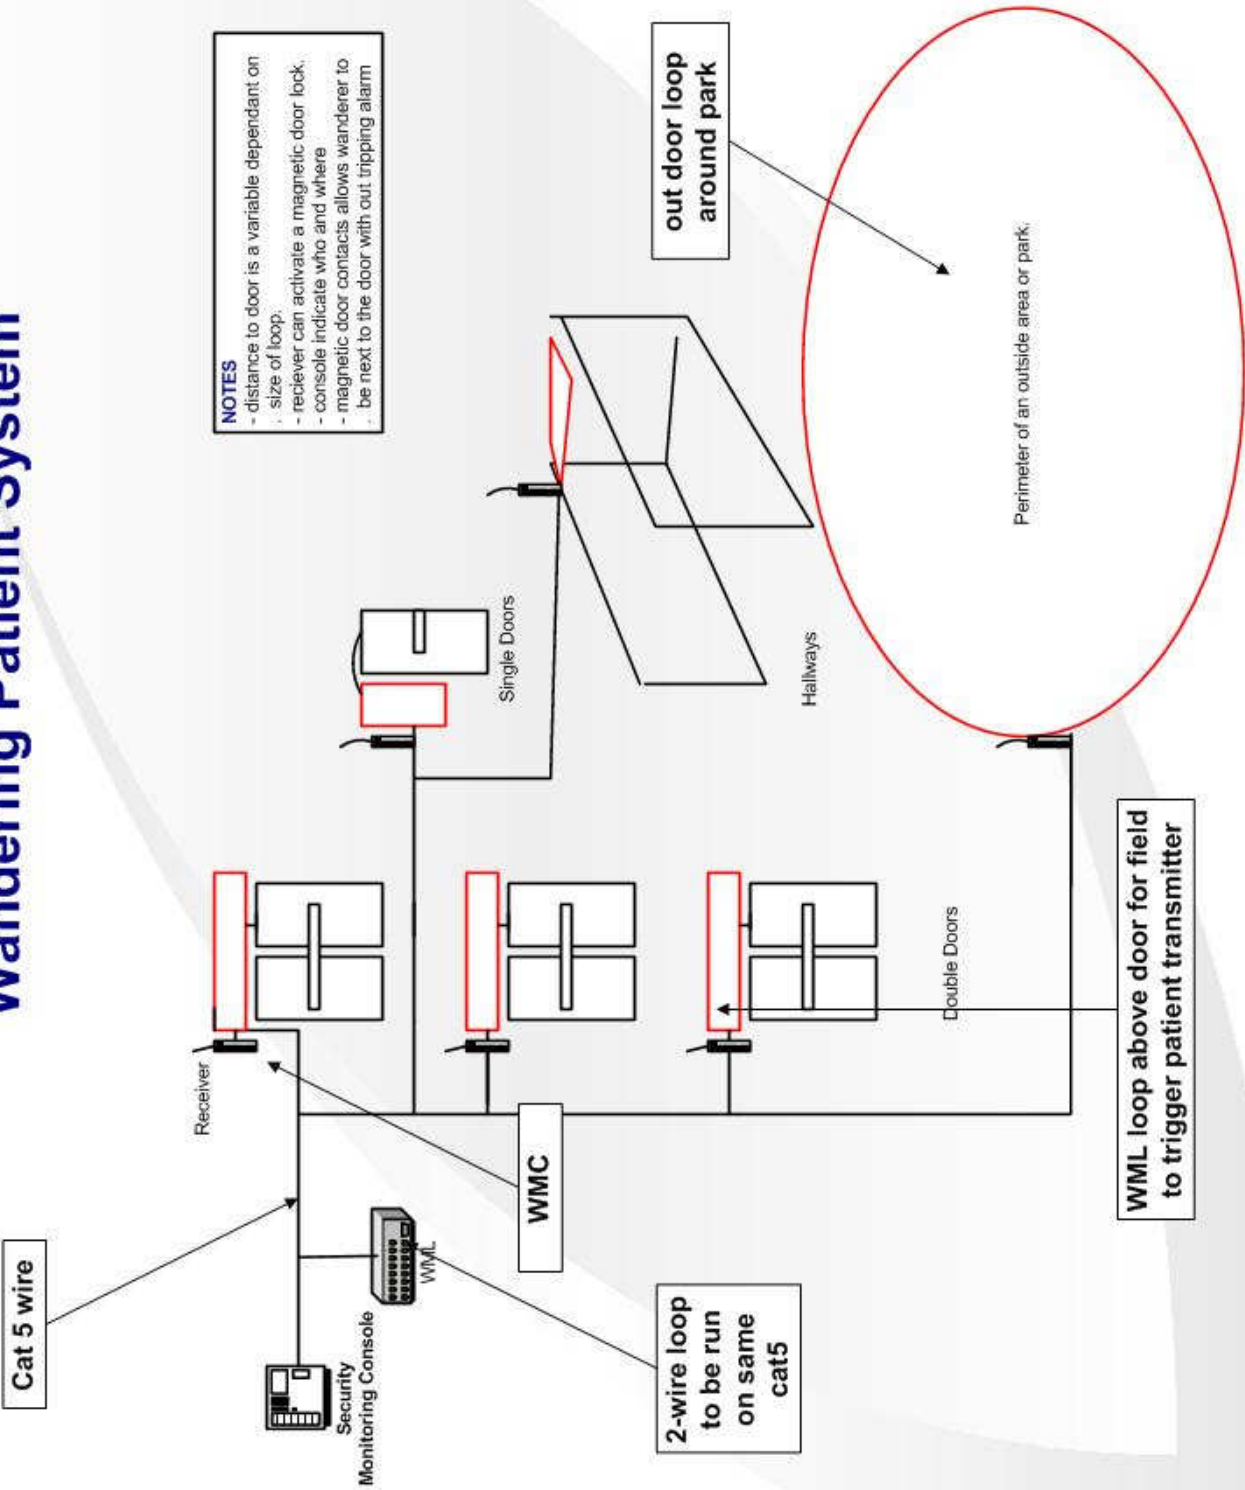 Wandering Patient System
Cat 5 wire
NOTES
- distance to door is a variable dependant on
. size of loop.
- reciever can activate a magnetic door lock.
- console indicate who and where
- magnetic door contacts allows wanderer to
. be next to the door with out tripping alarm
Receiver
Security
Monitoring Console
WML
WMC
Single Doors
out door loop
around park
2-wire loop
to be run
on same
cat5
Hallways
Double Doors
Perimeter of an outside area or park.
WML loop above door for field
to trigger patient transmitter